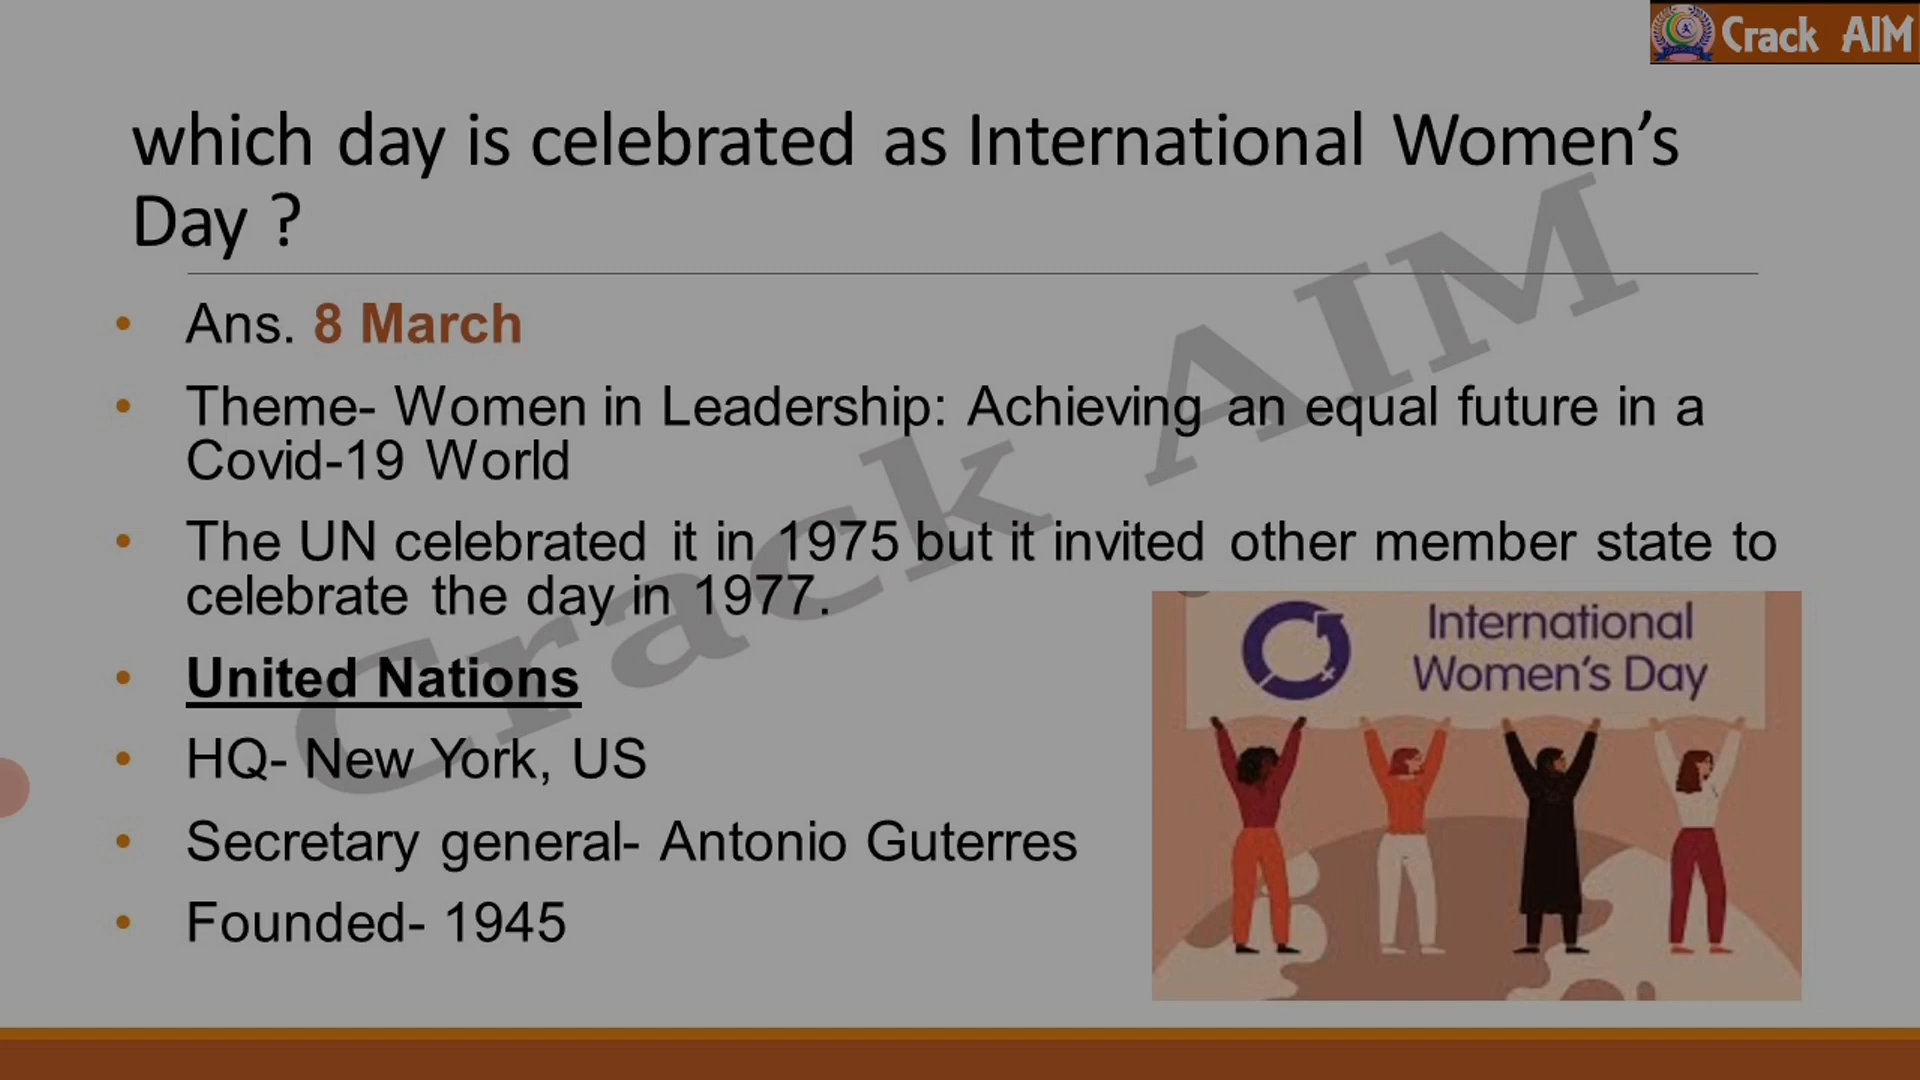 Crack AIM
which day is celebrated as International Women’s
Day ?
• Ans. 8 March
• Theme- Women in Leadership: Achieving an equal future in a
Covid-19 World
• The UN celebrated it in 1975 but it invited other member state to
celebrate the day in 1977.
• United Nations
• HQ- New York, US
• Secretary general- Antonio Guterres
• Founded- 1945
International
Women’s Day
Crack AIM